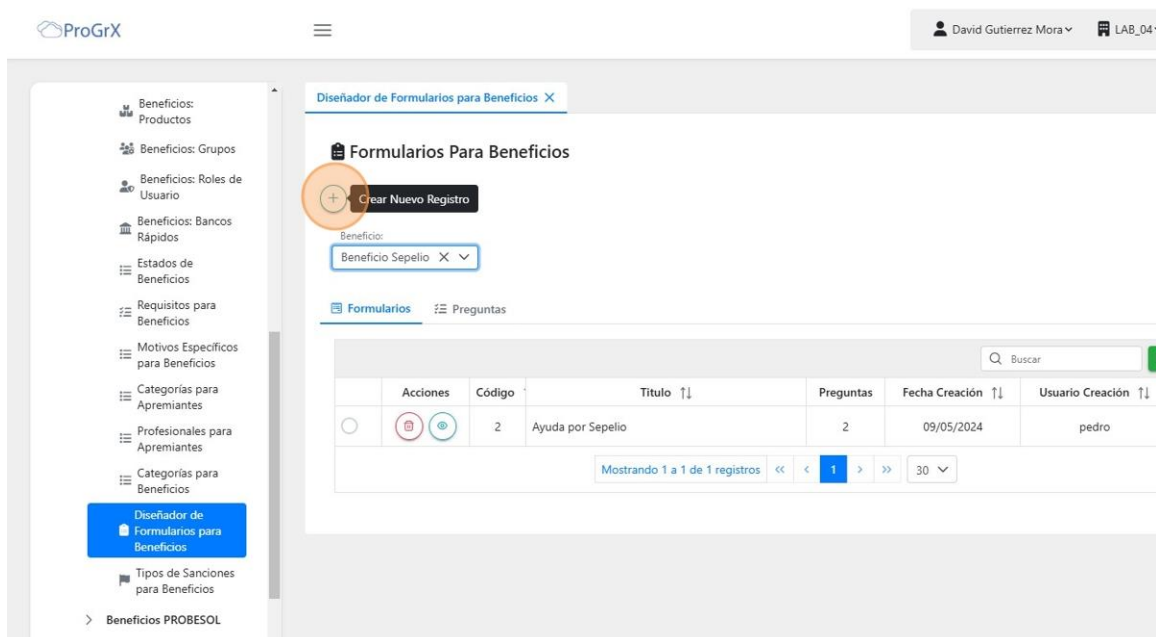 ProGrX
David Gutierrez Mora
LAB_04
Beneficios:
Productos
Beneficios: Grupos
Beneficios: Roles de
Usuario
Beneficios: Bancos
Rápidos
Estados de
Beneficios
Requisitos para
Beneficios
Motivos Específicos
para Beneficios
Categorías para
Apremiantes
Profesionales para
Apremiantes
Categorías para
Beneficios
Diseñador de
Formularios para
Beneficios
Tipos de Sanciones
para Beneficios
Beneficios PROBESOL
Diseñador de Formularios para Beneficios
Formularios Para Beneficios
Crear Nuevo Registro
Beneficio:
Beneficio Sepelio
Formularios Preguntas
Buscar
Acciones Código Titulo Preguntas Fecha Creación Usuario Creación
2 Ayuda por Sepelio 2 09/05/2024 pedro
Mostrando 1 a 1 de 1 registros « < 1 > » 30